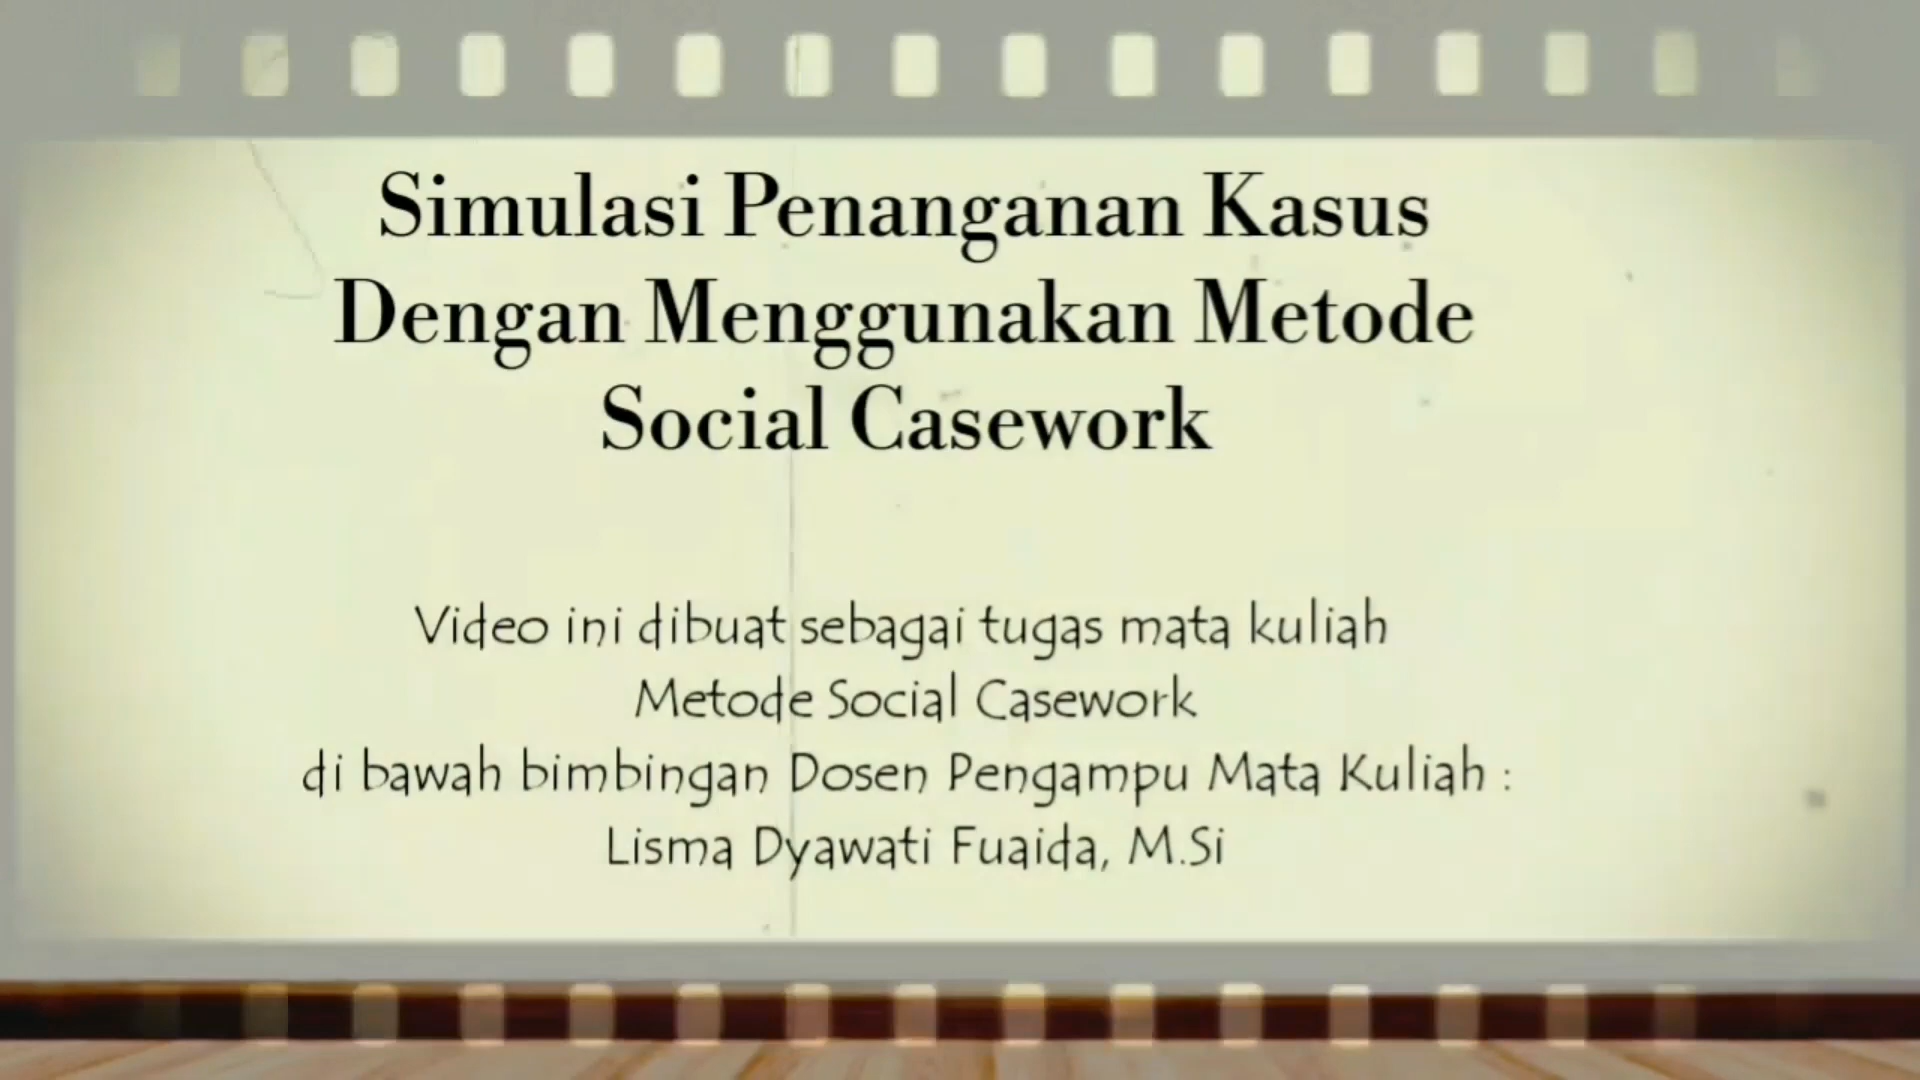 Simulasi Penanganan Kasus
Dengan Menggunakan Metode
Social Casework
Video ini dibuat sebagai tugas mata kuliah
Metode Social Casework
di bawah bimbingan Dosen Pengampu Mata Kuliah :
Lisma Dyawati Fuaida, M.Si